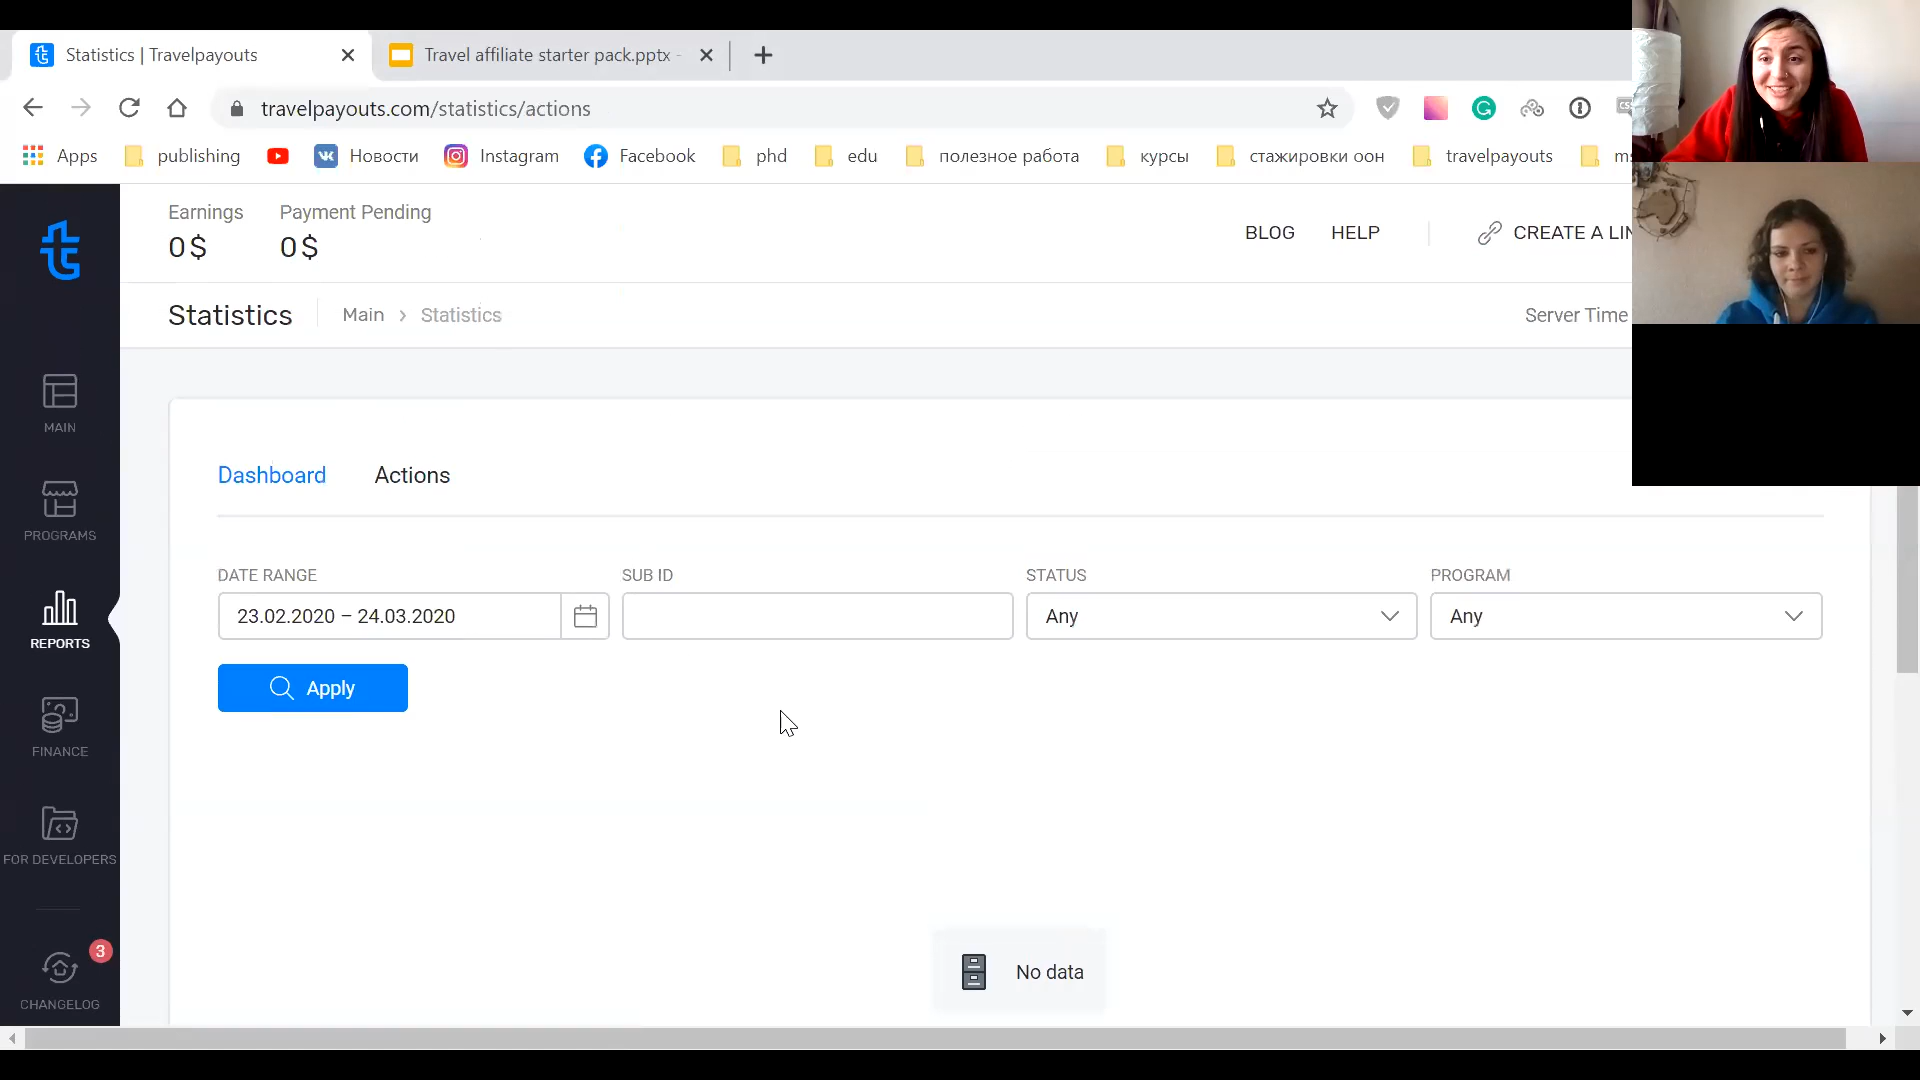 Statistics | Travelpayouts
Travel affiliate starter pack.pptx -
travelpayouts.com/statistics/actions
Apps publishing Новости Instagram Facebook phd edu полезное работа курсы стажировки оон travelpayouts
Earnings Payment Pending
0$ 0$
BLOG HELP CREATE A LIN
Statistics Main > Statistics Server Time
MAIN
Dashboard Actions
PROGRAMS
DATE RANGE SUB ID STATUS PROGRAM
23.02.2020 – 24.03.2020 Any Any
REPORTS
Apply
FINANCE
FOR DEVELOPERS
3
No data
CHANGELOG